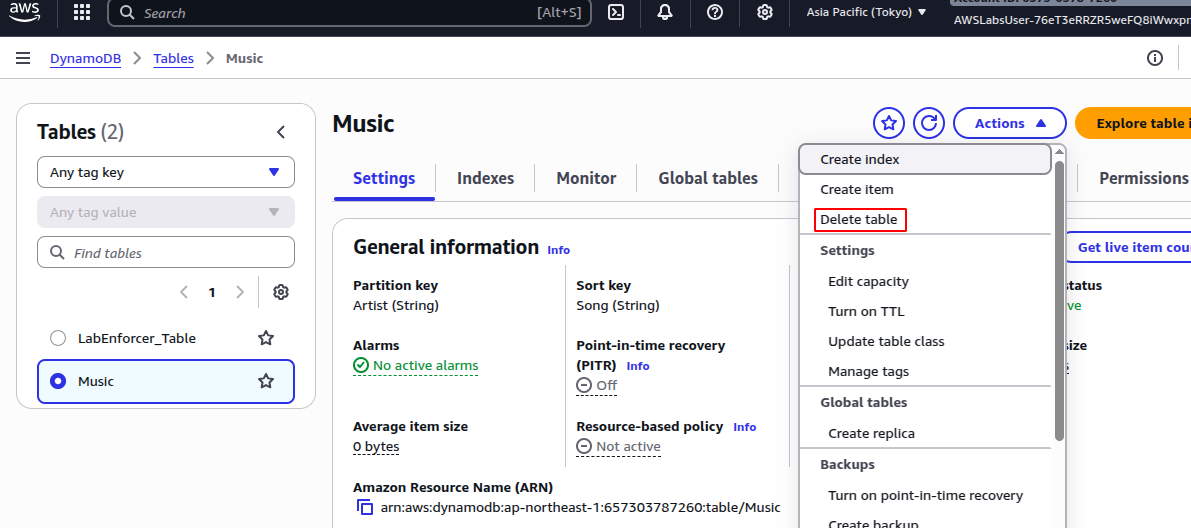 aws
Search [Alt+S]
Asia Pacific (Tokyo)
AWSLabsUser-76eT3eRRZR5weFQ8iWwxpr
DynamoDB Tables Music
Tables (2)
Any tag key
Any tag value
Find tables
1
LabEnforcer_Table
Music
Music
Actions
Explore table i
Settings Indexes Monitor Global tables Permissions
General information Info
Get live item cou
Partition key
Artist (String)
Sort key
Song (String)
status
ve
Alarms
No active alarms
Point-in-time recovery
(PITR) Info
Off
size
Average item size
0 bytes
Resource-based policy Info
Not active
Amazon Resource Name (ARN)
arn:aws:dynamodb:ap-northeast-1:657303787260:table/Music
Create index
Create item
Delete table
Settings
Edit capacity
Turn on TTL
Update table class
Manage tags
Global tables
Create replica
Backups
Turn on point-in-time recovery
Create backup